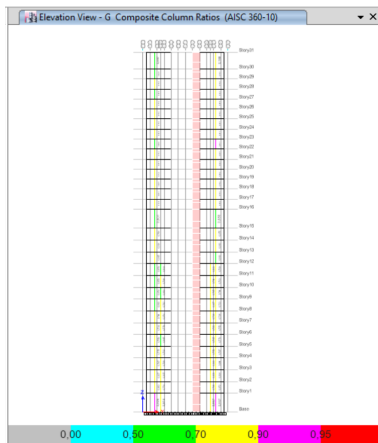 Elevation View - G Composite Column Ratios (AISC 360-10)
Story31
Story30
Story29
Story28
Story27
Story26
Story25
Story24
Story23
Story22
Story21
Story20
Story19
Story18
Story17
Story16
Story15
Story14
Story13
Story12
Story11
Story10
Story9
Story8
Story7
Story6
Story5
Story4
Story3
Story2
Story1
Base
Z
0,00 0,50 0,70 0,90 0,95